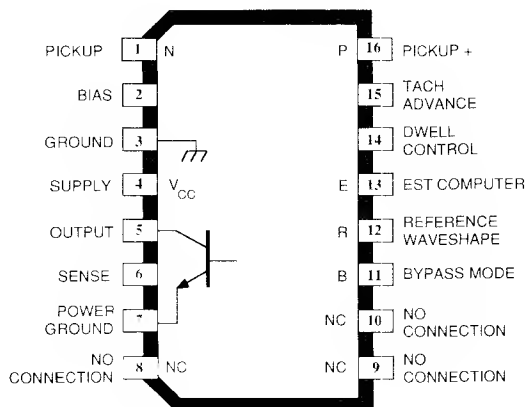 PICKUP 1 N P 16 PICKUP +
BIAS 2 15 TACH
ADVANCE
GROUND 3 14 DWELL
CONTROL
SUPPLY 4 VCC E 13 EST COMPUTER
OUTPUT 5 R 12 REFERENCE
WAVESHAPE
SENSE 6 B 11 BYPASS MODE
POWER
GROUND 7 NC 10 NO
CONNECTION
NO
CONNECTION 8 NC NC 9 NO
CONNECTION